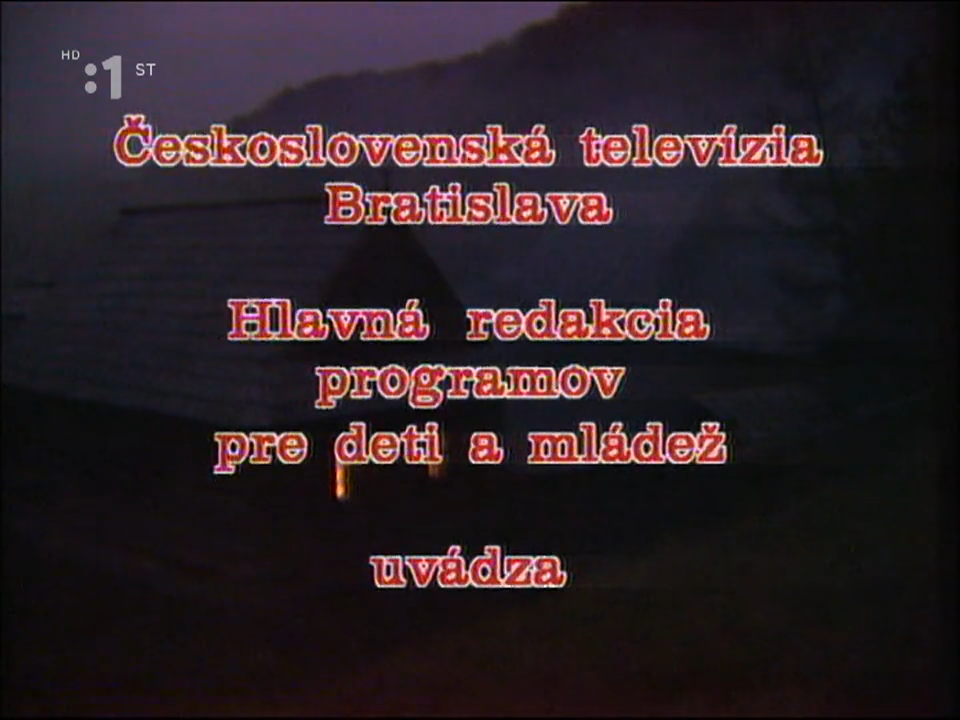 HD
:1 ST
Československá televízia
Bratislava
Hlavná redakcia
programov
pre deti a mládež
uvádza